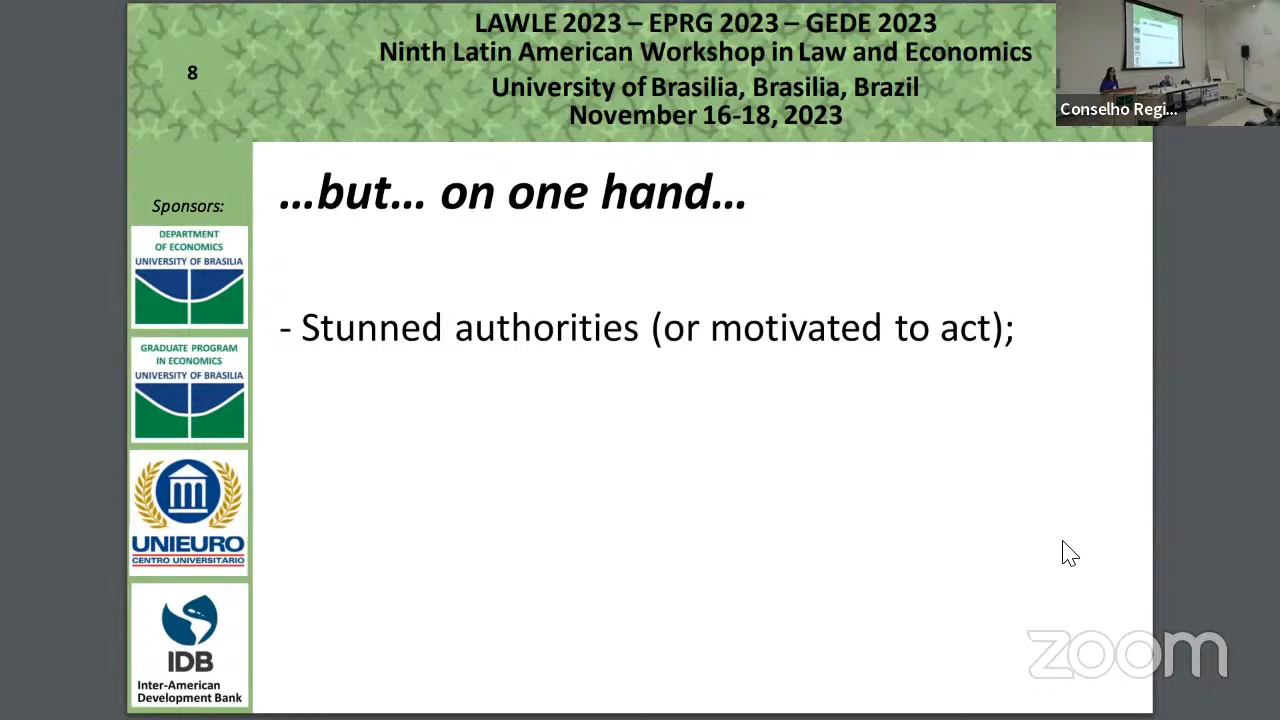 LAWLE 2023 – EPRG 2023 – GEDE 2023
Ninth Latin American Workshop in Law and Economics
University of Brasilia, Brasilia, Brazil
November 16-18, 2023
8
Conselho Regi...
Sponsors:
DEPARTMENT
OF ECONOMICS
UNIVERSITY OF BRASILIA
GRADUATE PROGRAM
IN ECONOMICS
UNIVERSITY OF BRASILIA
UNIEURO
CENTRO UNIVERSITARIO
IDB
Inter-American
Development Bank
...but... on one hand...
- Stunned authorities (or motivated to act);
zoom